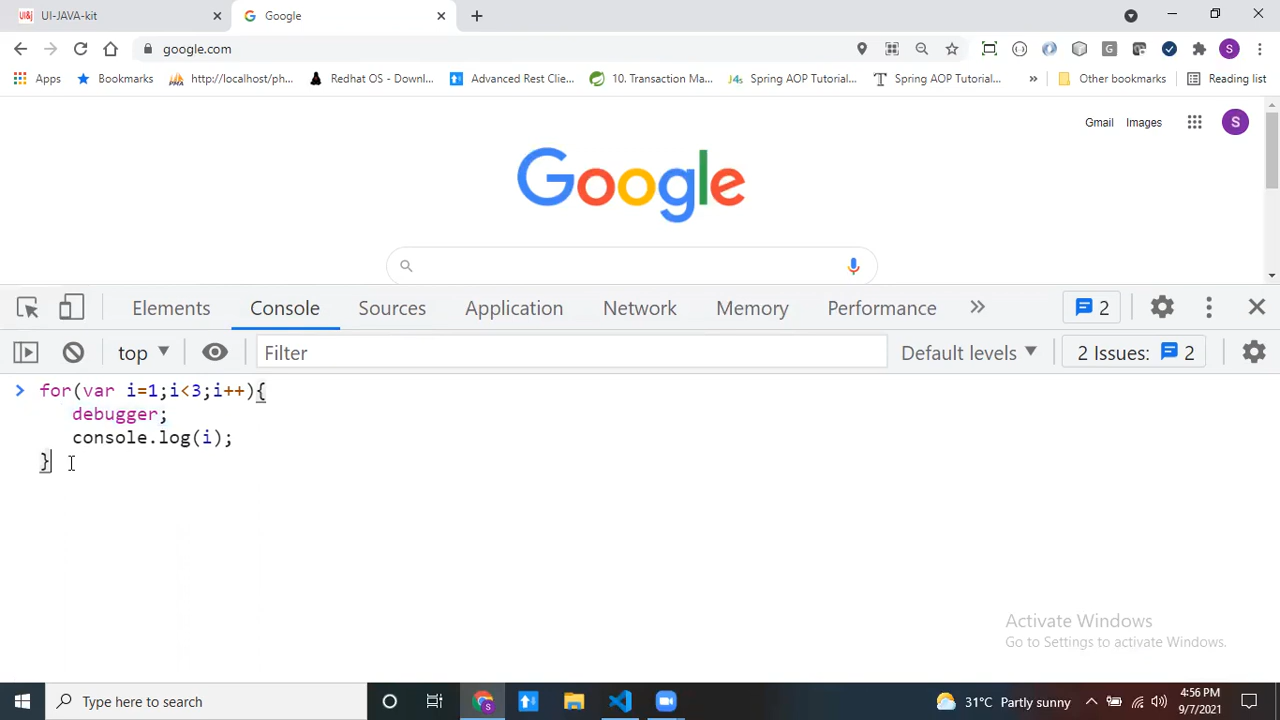 UI&J UI-JAVA-kit
Google
google.com
Apps
Bookmarks
http://localhost/ph...
Redhat OS - Downl...
Advanced Rest Clie...
10. Transaction Ma...
J4s Spring AOP Tutorial...
T Spring AOP Tutorial...
»
Other bookmarks
Reading list
S
Gmail Images S
Google
Elements Console Sources Application Network Memory Performance » 2
top Filter Default levels 2 Issues: 2
for(var i=1;i<3;i++){
debugger;
console.log(i);
}
Activate Windows
Go to Settings to activate Windows.
Type here to search
31°C Partly sunny
4:56 PM
9/7/2021